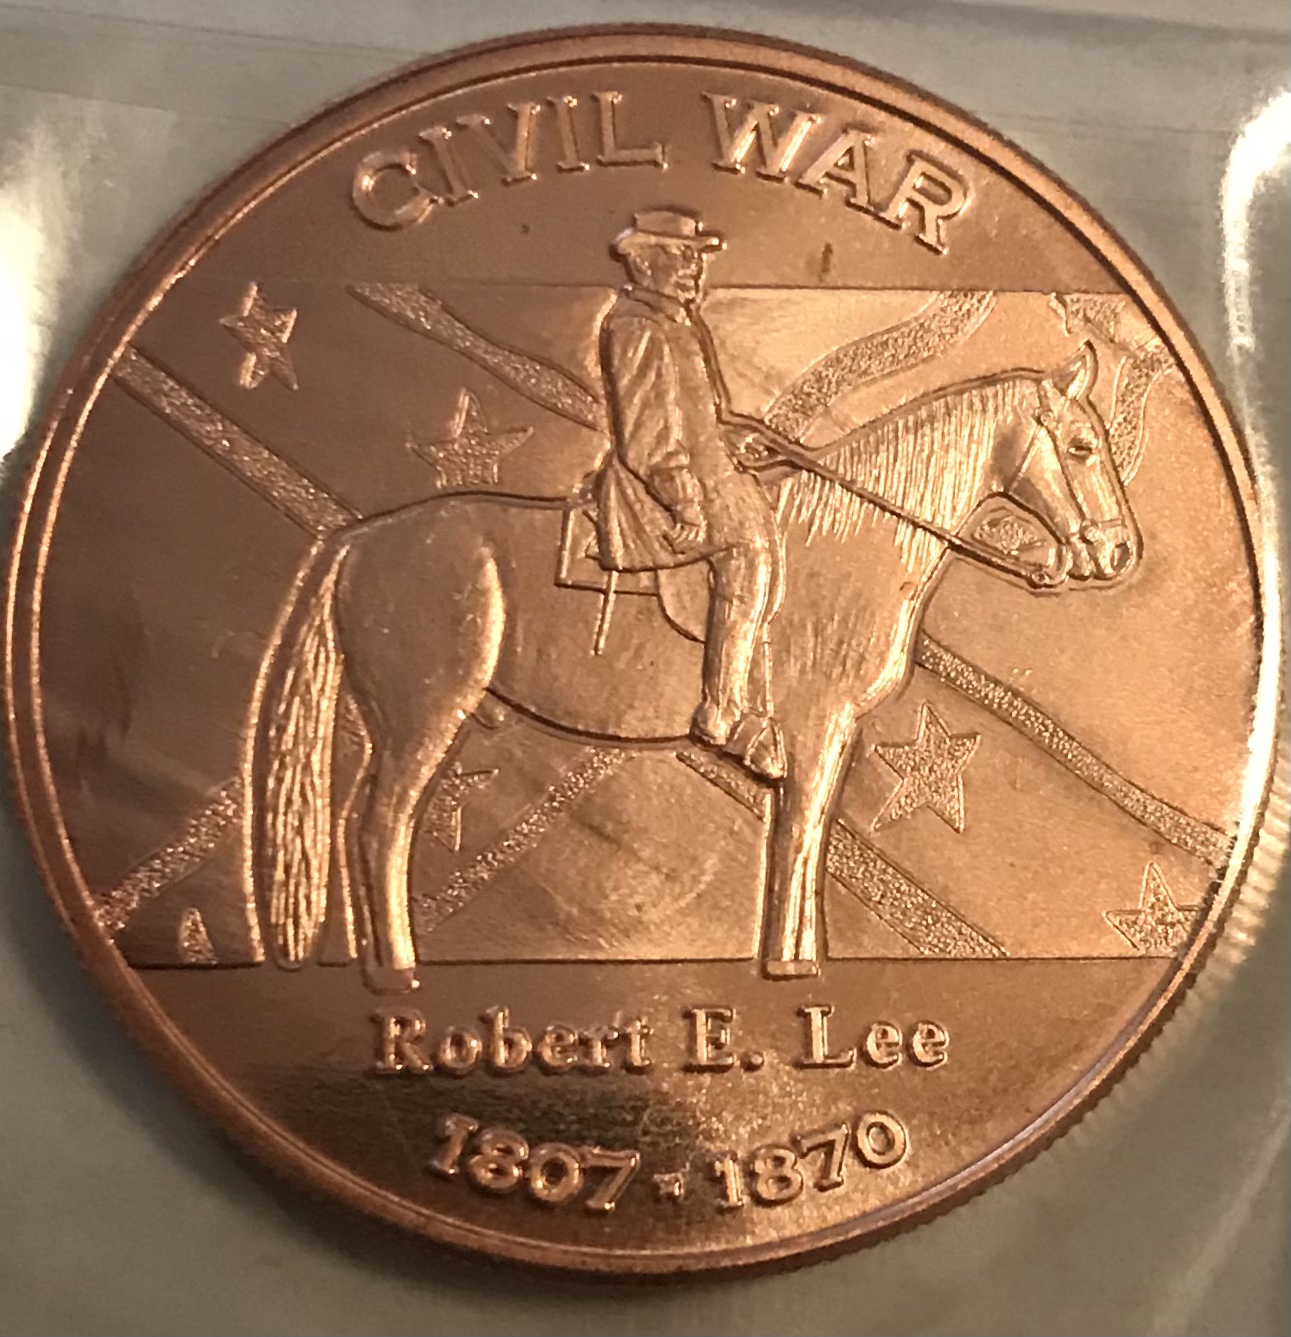 CIVIL WAR
Robert E. Lee
1807 - 1870